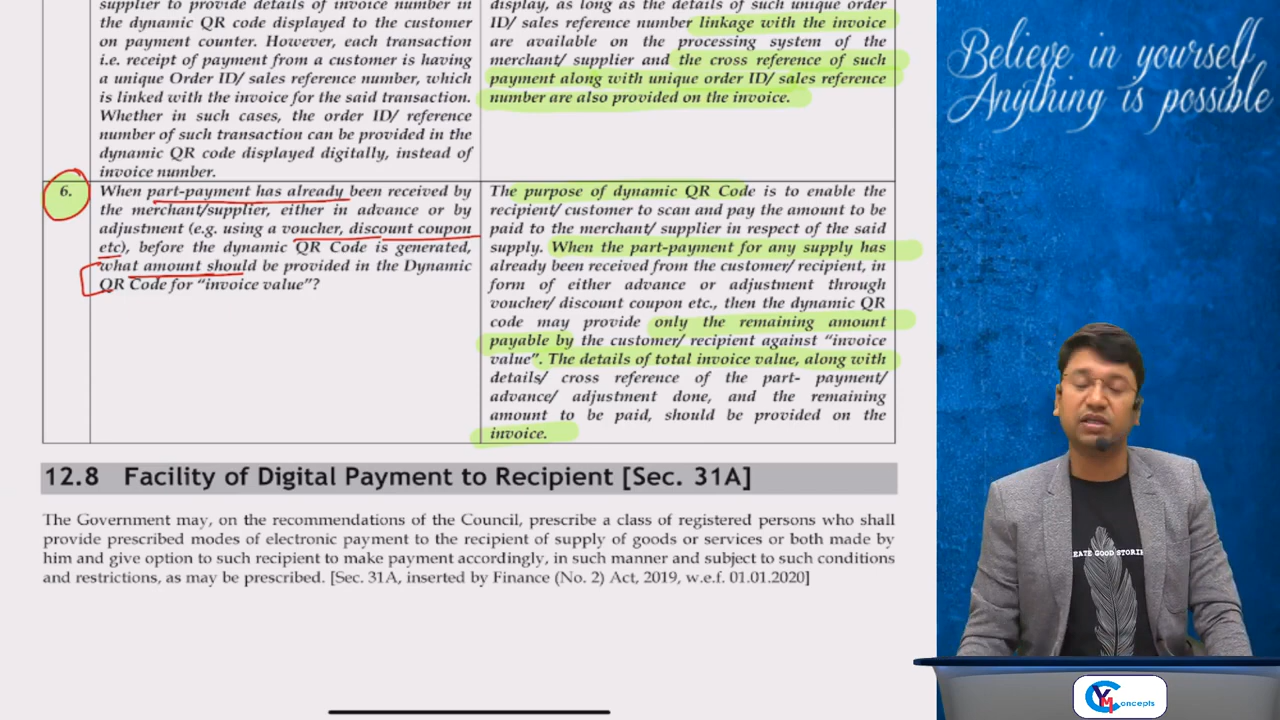 supplier to provide details of invoice number in
the dynamic QR code displayed to the customer
on payment counter. However, each transaction
i.e. receipt of payment from a customer is having
a unique Order ID/ sales reference number, which
is linked with the invoice for the said transaction.
Whether in such cases, the order ID/ reference
number of such transaction can be provided in the
dynamic QR code displayed digitally, instead of
invoice number.
display, as long as the details of such unique order
ID/ sales reference number linkage with the invoice
are available on the processing system of the
merchant/ supplier and the cross reference of such
payment along with unique order ID/ sales reference
number are also provided on the invoice.
6.
When part-payment has already been received by
the merchant/supplier, either in advance or by
adjustment (e.g. using a voucher, discount coupon
etc), before the dynamic QR Code is generated,
what amount should be provided in the Dynamic
QR Code for "invoice value"?
The purpose of dynamic QR Code is to enable the
recipient/ customer to scan and pay the amount to be
paid to the merchant/ supplier in respect of the said
supply. When the part-payment for any supply has
already been received from the customer/ recipient, in
form of either advance or adjustment through
voucher/ discount coupon etc., then the dynamic QR
code may provide only the remaining amount
payable by the customer/ recipient against "invoice
value". The details of total invoice value, along with
details/ cross reference of the part- payment/
advance/ adjustment done, and the remaining
amount to be paid, should be provided on the
invoice.
12.8 Facility of Digital Payment to Recipient [Sec. 31A]
The Government may, on the recommendations of the Council, prescribe a class of registered persons who shall
provide prescribed modes of electronic payment to the recipient of supply of goods or services or both made by
him and give option to such recipient to make payment accordingly, in such manner and subject to such conditions
and restrictions, as may be prescribed. [Sec. 31A, inserted by Finance (No. 2) Act, 2019, w.e.f. 01.01.2020]
Believe in yourself
Anything is possible
EATE GOOD STORIE
YM
oncepts